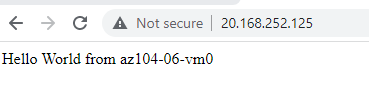 Not secure | 20.168.252.125
Hello World from az104-06-vm0